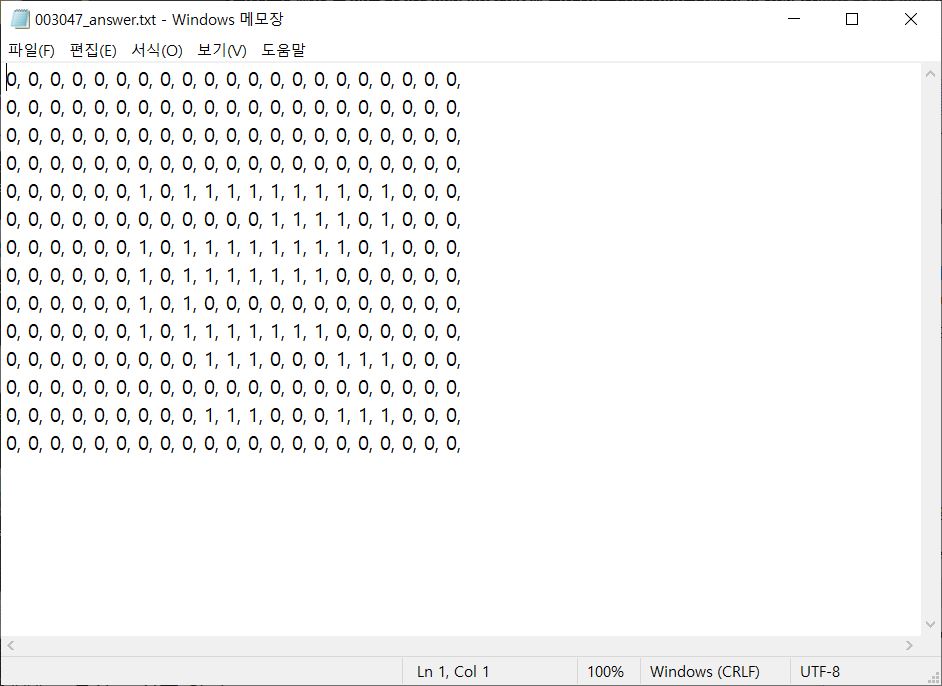 003047_answer.txt - Windows 메모장
파일(F) 편집(E) 서식(O) 보기(V) 도움말
0, 0, 0, 0, 0, 0, 0, 0, 0, 0, 0, 0, 0, 0, 0, 0, 0, 0, 0, 0, 0,
0, 0, 0, 0, 0, 0, 0, 0, 0, 0, 0, 0, 0, 0, 0, 0, 0, 0, 0, 0, 0,
0, 0, 0, 0, 0, 0, 0, 0, 0, 0, 0, 0, 0, 0, 0, 0, 0, 0, 0, 0, 0,
0, 0, 0, 0, 0, 0, 0, 0, 0, 0, 0, 0, 0, 0, 0, 0, 0, 0, 0, 0, 0,
0, 0, 0, 0, 0, 0, 1, 0, 1, 1, 1, 1, 1, 1, 1, 1, 0, 1, 0, 0, 0,
0, 0, 0, 0, 0, 0, 0, 0, 0, 0, 0, 0, 1, 1, 1, 1, 0, 1, 0, 0, 0,
0, 0, 0, 0, 0, 0, 1, 0, 1, 1, 1, 1, 1, 1, 1, 1, 0, 1, 0, 0, 0,
0, 0, 0, 0, 0, 0, 1, 0, 1, 1, 1, 1, 1, 1, 1, 0, 0, 0, 0, 0, 0,
0, 0, 0, 0, 0, 0, 1, 0, 1, 0, 0, 0, 0, 0, 0, 0, 0, 0, 0, 0, 0,
0, 0, 0, 0, 0, 0, 1, 0, 1, 1, 1, 1, 1, 1, 1, 0, 0, 0, 0, 0, 0,
0, 0, 0, 0, 0, 0, 0, 0, 0, 1, 1, 1, 0, 0, 0, 1, 1, 1, 0, 0, 0,
0, 0, 0, 0, 0, 0, 0, 0, 0, 0, 0, 0, 0, 0, 0, 0, 0, 0, 0, 0, 0,
0, 0, 0, 0, 0, 0, 0, 0, 0, 1, 1, 1, 0, 0, 0, 1, 1, 1, 0, 0, 0,
0, 0, 0, 0, 0, 0, 0, 0, 0, 0, 0, 0, 0, 0, 0, 0, 0, 0, 0, 0, 0,
Ln 1, Col 1 100% Windows (CRLF) UTF-8